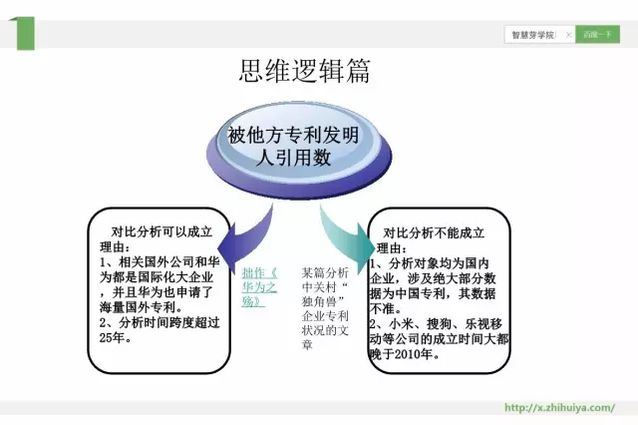 智慧芽学院
百度一下
思维逻辑篇
被他方专利发明
人引用数
对比分析可以成立
理由:
1、相关国外公司和华
为都是国际化大企业
，并且华为也申请了
海量国外专利。
2、分析时间跨度超过
25年。
拙作《
华为之
殇》
某篇分析
中关村“
独角兽”
企业专利
状况的文
章
对比分析不能成立
理由:
1、分析对象均为国内
企业，涉及绝大部分数
据为中国专利，其数据
不准。
2、小米、搜狗、乐视移
动等公司的成立时间大都
晚于2010年。
http://x.zhihuiya.com/